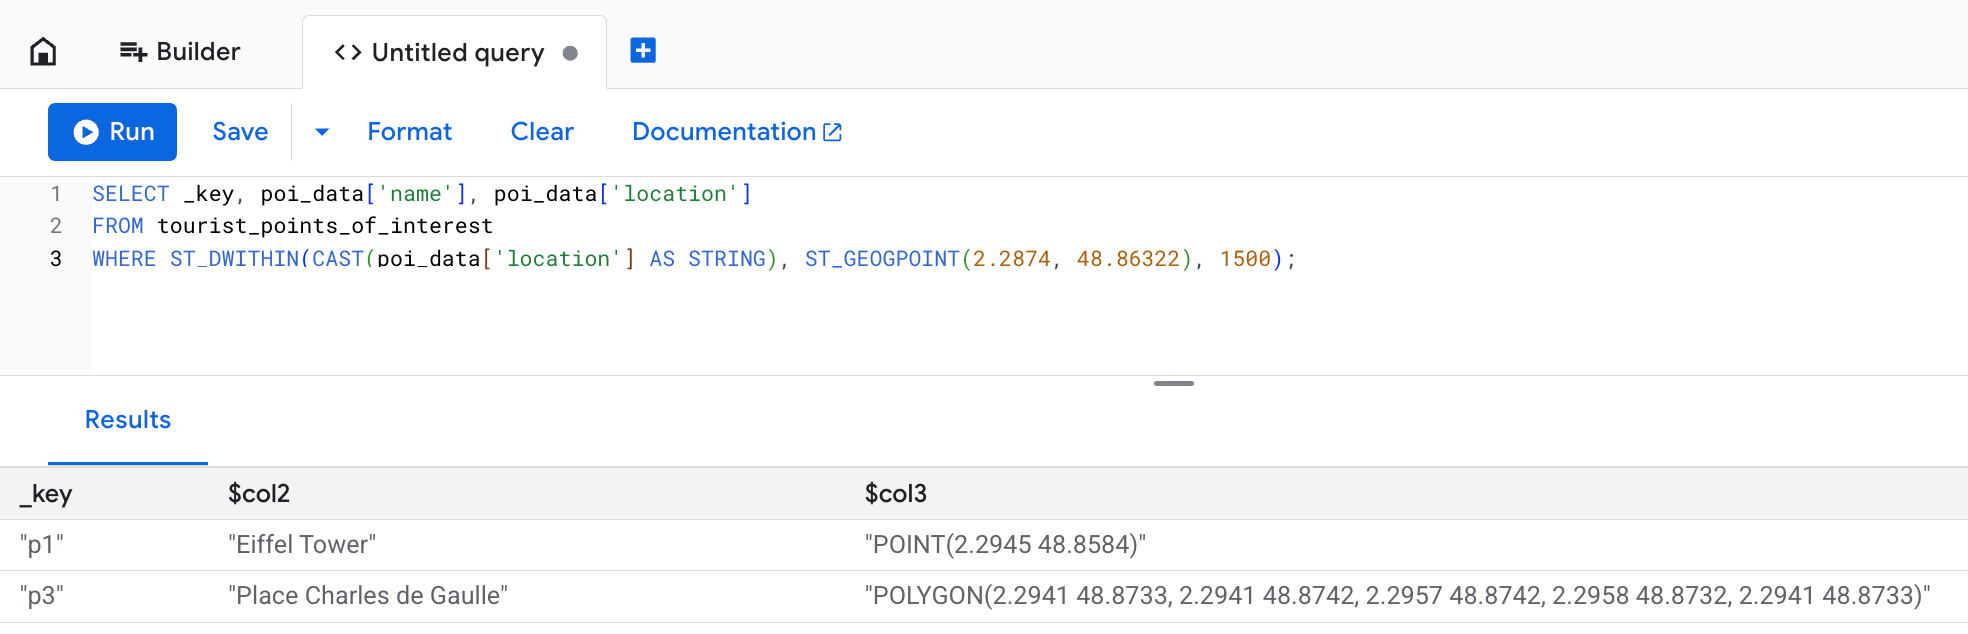 Builder
<> Untitled query
Run Save Format Clear Documentation
1 SELECT _key, poi_data['name'], poi_data['location']
2 FROM tourist_points_of_interest
3 WHERE ST_DWITHIN(CAST(poi_data['location'] AS STRING), ST_GEOGPOINT(2.2874, 48.86322), 1500);
Results
_key $col2 $col3
"p1" "Eiffel Tower" "POINT(2.2945 48.8584)"
"p3" "Place Charles de Gaulle" "POLYGON(2.2941 48.8733, 2.2941 48.8742, 2.2957 48.8742, 2.2958 48.8732, 2.2941 48.8733)"